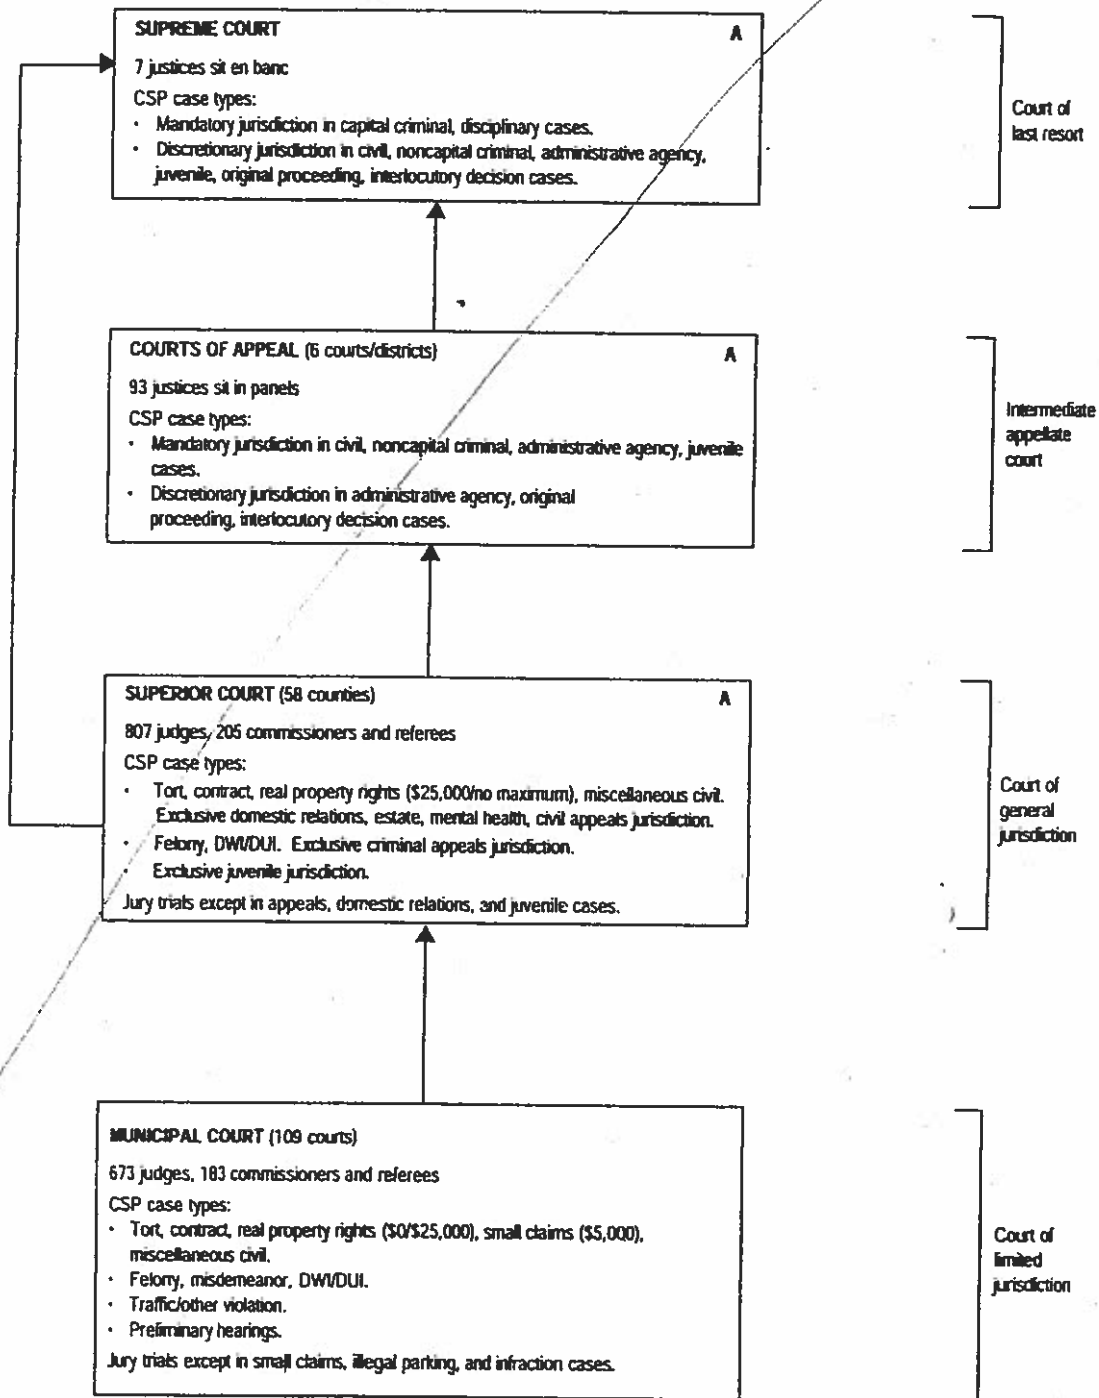 SUPREME COURT A
7 justices sit en banc
CSP case types:
• Mandatory jurisdiction in capital criminal, disciplinary cases.
• Discretionary jurisdiction in civil, noncapital criminal, administrative agency,
juvenile, original proceeding, interlocutory decision cases.
Court of
last resort
COURTS OF APPEAL (6 courts/districts) A
93 justices sit in panels
CSP case types:
• Mandatory jurisdiction in civil, noncapital criminal, administrative agency, juvenile
cases.
• Discretionary jurisdiction in administrative agency, original
proceeding, interlocutory decision cases.
Intermediate
appellate
court
SUPERIOR COURT (58 counties) A
807 judges, 205 commissioners and referees
CSP case types:
• Tort, contract, real property rights ($25,000/no maximum), miscellaneous civil.
Exclusive domestic relations, estate, mental health, civil appeals jurisdiction.
• Felony, DWI/DUI. Exclusive criminal appeals jurisdiction.
• Exclusive juvenile jurisdiction.
Jury trials except in appeals, domestic relations, and juvenile cases.
Court of
general
jurisdiction
MUNICIPAL COURT (109 courts)
673 judges, 183 commissioners and referees
CSP case types:
• Tort, contract, real property rights ($0/$25,000), small claims ($5,000),
miscellaneous civil.
• Felony, misdemeanor, DWI/DUI.
• Traffic/other violation.
• Preliminary hearings.
Jury trials except in small claims, illegal parking, and infraction cases.
Court of
limited
jurisdiction